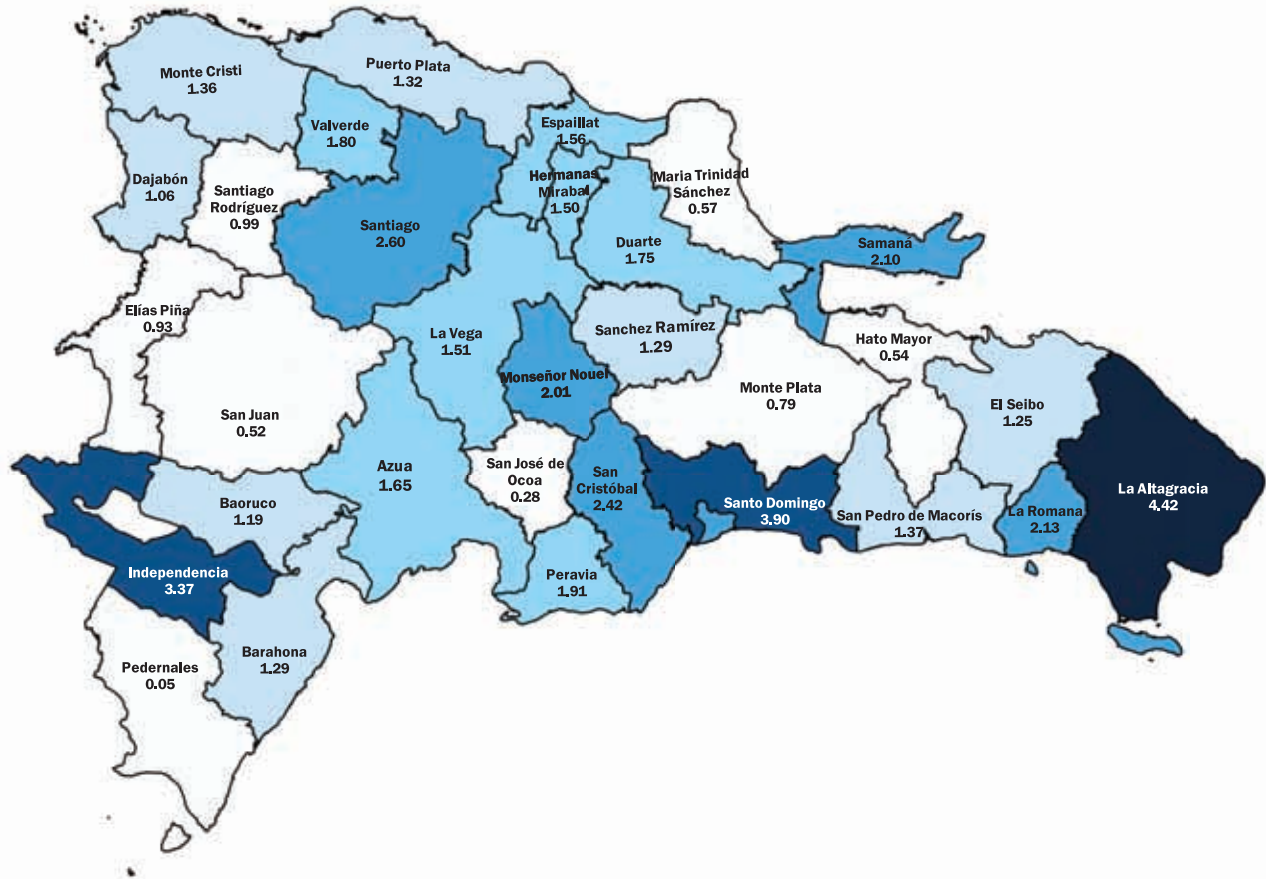 Monte Cristi
1.36
Puerto Plata
1.32
Valverde
1.80
Espaillat
1.56
Dajabón
1.06
Santiago
Rodríguez
0.99
Hermanas
Mirabal
1.50
Maria Trinidad
Sánchez
0.57
Santiago
2.60
Duarte
1.75
Samaná
2.10
Elías Piña
0.93
La Vega
1.51
Sanchez Ramírez
1.29
Hato Mayor
0.54
Monseñor Nouel
2.01
Monte Plata
0.79
San Juan
0.52
El Seibo
1.25
Azua
1.65
San José de
Ocoa
0.28
San
Cristóbal
2.42
Baoruco
1.19
Santo Domingo
3.90
San Pedro de Macorís
1.37
La Romana
2.13
La Altagracia
4.42
Independencia
3.37
Peravia
1.91
Barahona
1.29
Pedernales
0.05